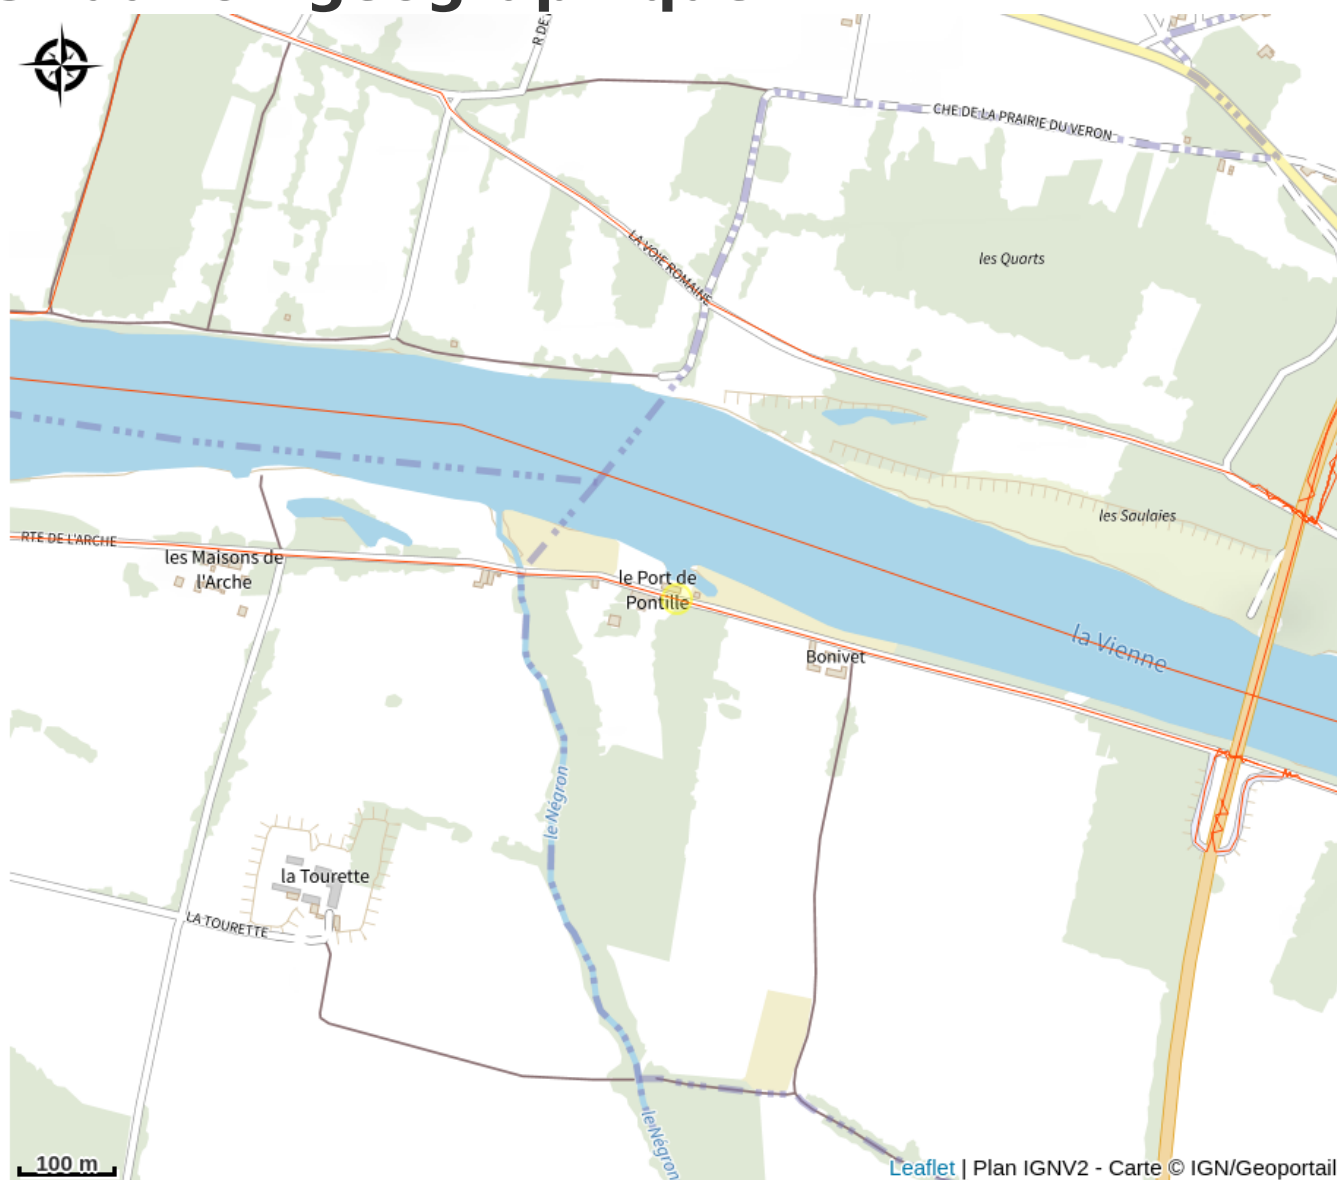 R DE
CHE DE LA PRAIRIE DU VERON
LA VOIE ROMAINE
les Quarts
les Saulaies
RTE DE L'ARCHE
les Maisons de
l'Arche
le Port de
Pontille
la Vienne
Bonivet
le Négron
la Tourette
LA TOURETTE
le Négron
100 m
Leaflet | Plan IGNV2 - Carte © IGN/Geoportail